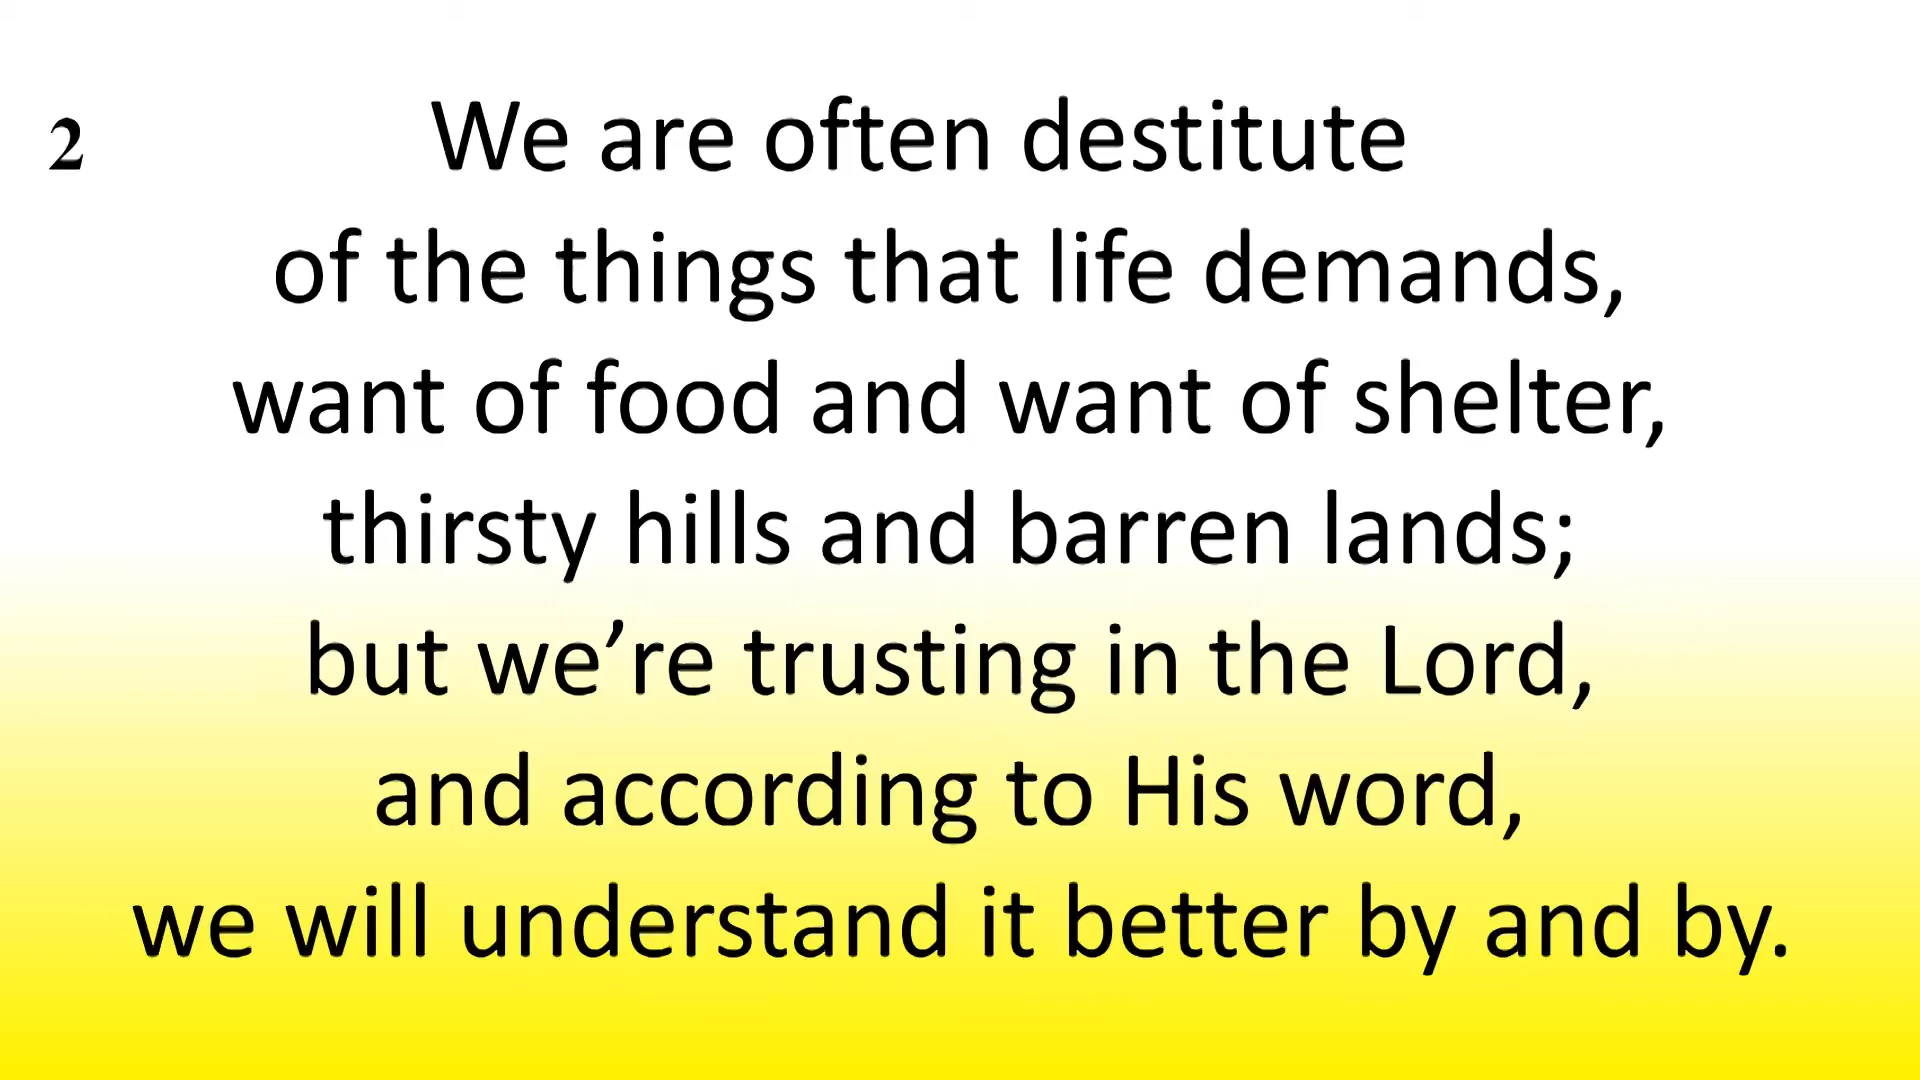 2 We are often destitute
of the things that life demands,
want of food and want of shelter,
thirsty hills and barren lands;
but we’re trusting in the Lord,
and according to His word,
we will understand it better by and by.